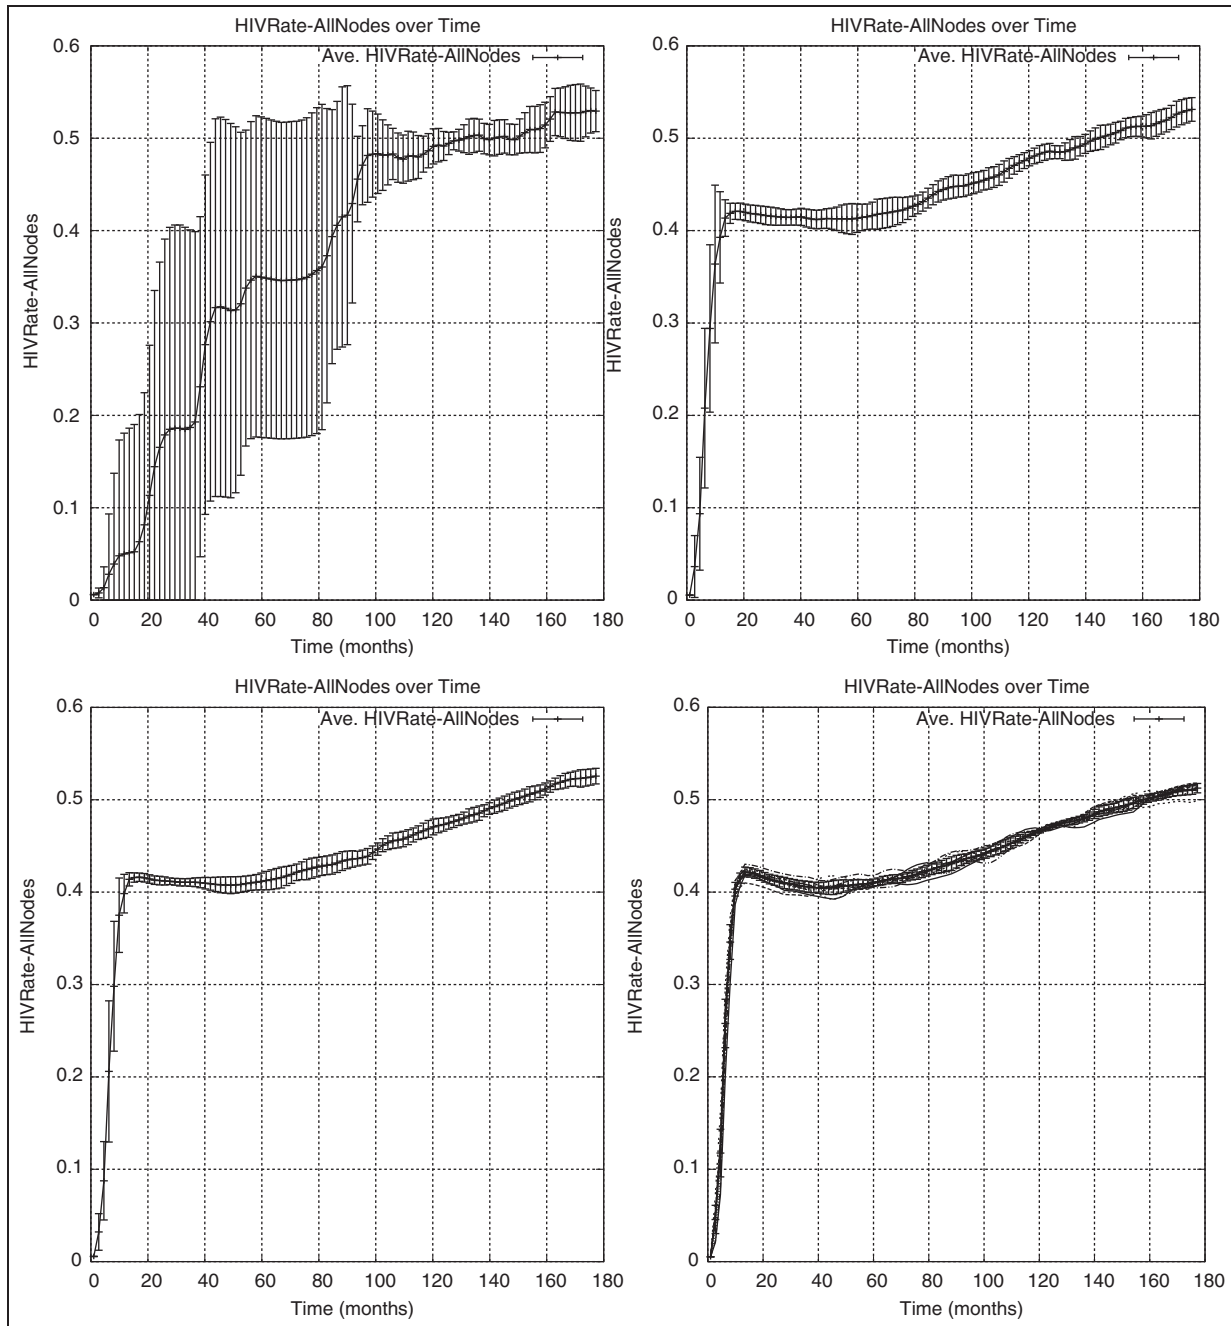 HIVRate-AllNodes over Time
Ave. HIVRate-AllNodes
HIVRate-AllNodes
0.6
0.5
0.4
0.3
0.2
0.1
0
0 20 40 60 80 100 120 140 160 180
Time (months)
HIVRate-AllNodes over Time
Ave. HIVRate-AllNodes
HIVRate-AllNodes
0.6
0.5
0.4
0.3
0.2
0.1
0
0 20 40 60 80 100 120 140 160 180
Time (months)
HIVRate-AllNodes over Time
Ave. HIVRate-AllNodes
HIVRate-AllNodes
0.6
0.5
0.4
0.3
0.2
0.1
0
0 20 40 60 80 100 120 140 160 180
Time (months)
HIVRate-AllNodes over Time
Ave. HIVRate-AllNodes
HIVRate-AllNodes
0.6
0.5
0.4
0.3
0.2
0.1
0
0 20 40 60 80 100 120 140 160 180
Time (months)